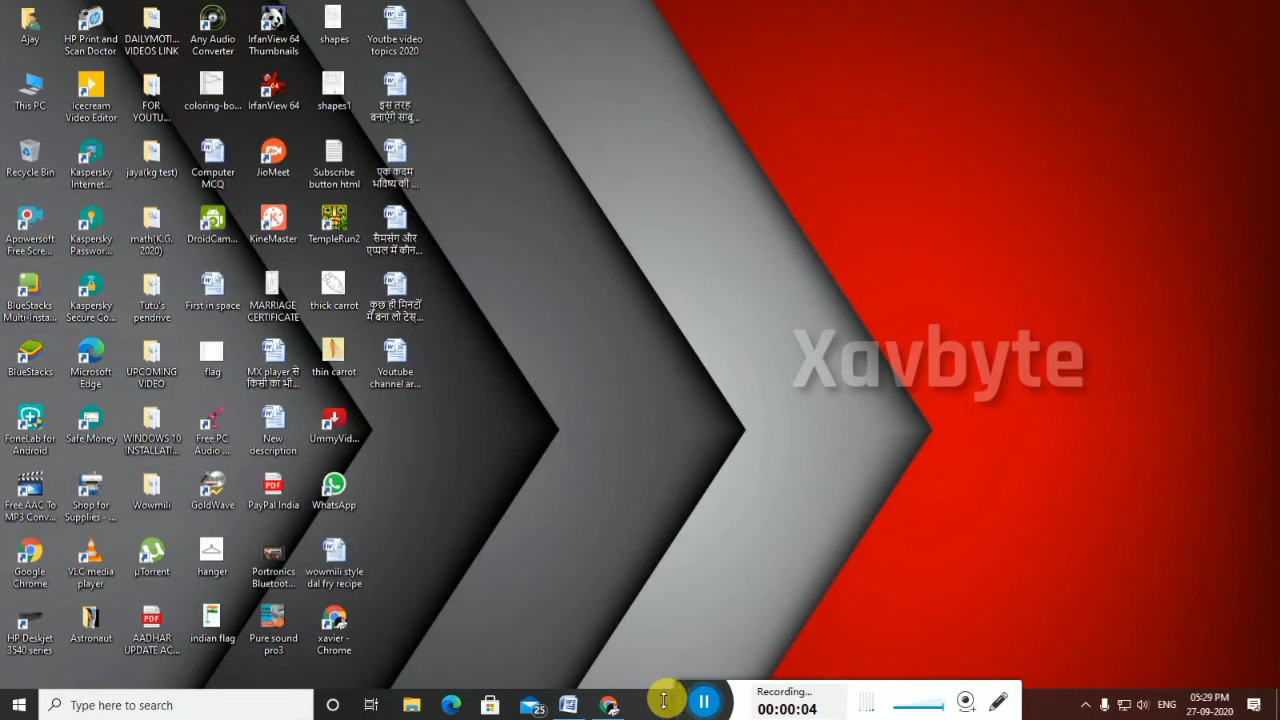 Ajay
HP Print and
Scan Doctor
DAILYMOTI...
VIDEOS LINK
Any Audio
Converter
IrfanView 64
Thumbnails
shapes
Youtbe video
topics 2020
This PC
Icecream
Video Editor
FOR
YOUTU...
coloring-bo...
IrfanView 64
shapes1
इस तरह
बनाऐंगे साबु...
Recycle Bin
Kaspersky
Internet...
jaya(kg test)
Computer
MCQ
JioMeet
Subscribe
button html
एक कदम
भविष्य की ...
Apowersoft
Free Scre...
Kaspersky
Passwor...
math(K.G.
2020)
DroidCam...
KineMaster
TempleRun2
सैमसंग और
एप्पल में कौन...
BlueStacks
Multi-Insta...
Kaspersky
Secure Co...
Tutu's
pendrive
First in space
MARRIAGE
CERTIFICATE
thick carrot
कुछ ही मिनटों
में बना लो टेस्...
BlueStacks
Microsoft
Edge
UPCOMING
VIDEO
flag
MX player से
किसी का भी...
thin carrot
Youtube
channel ar...
Xavbyte
FoneLab for
Android
Safe Money
WINDOWS 10
INSTALLATI...
Free PC
Audio ...
New
description
UmmyVid...
Free AAC To
MP3 Conv...
Shop for
Supplies - ...
Wowmili
GoldWave
PayPal India
WhatsApp
Google
Chrome
VLC media
player
µTorrent
hanger
Portronics
Bluetoot...
wowmili style
dal fry recipe
HP Deskjet
3540 series
Astronaut
AADHAR
UPDATE AC...
indian flag
Pure sound
pro3
xavier -
Chrome
Type here to search
25
Recording...
00:00:04
ENG
05:29 PM
27-09-2020